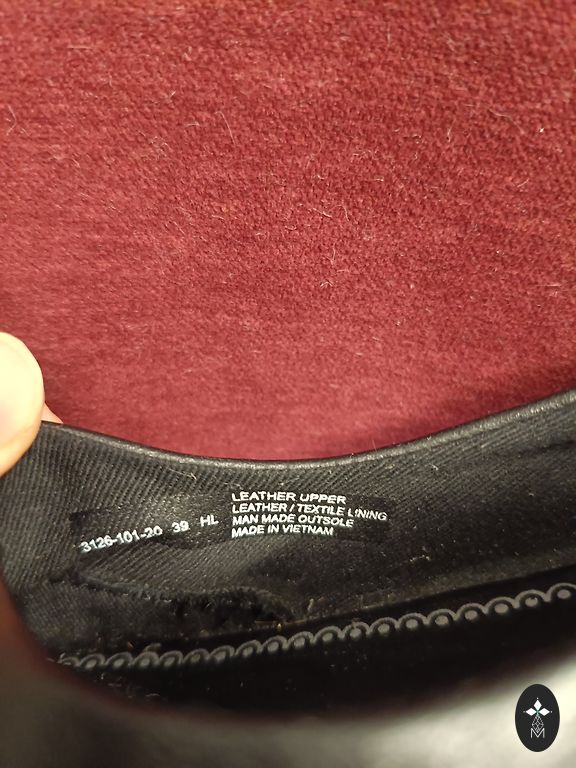 3126-101-20 39 HL
LEATHER UPPER
LEATHER / TEXTILE LINING
MAN MADE OUTSOLE
MADE IN VIETNAM
M